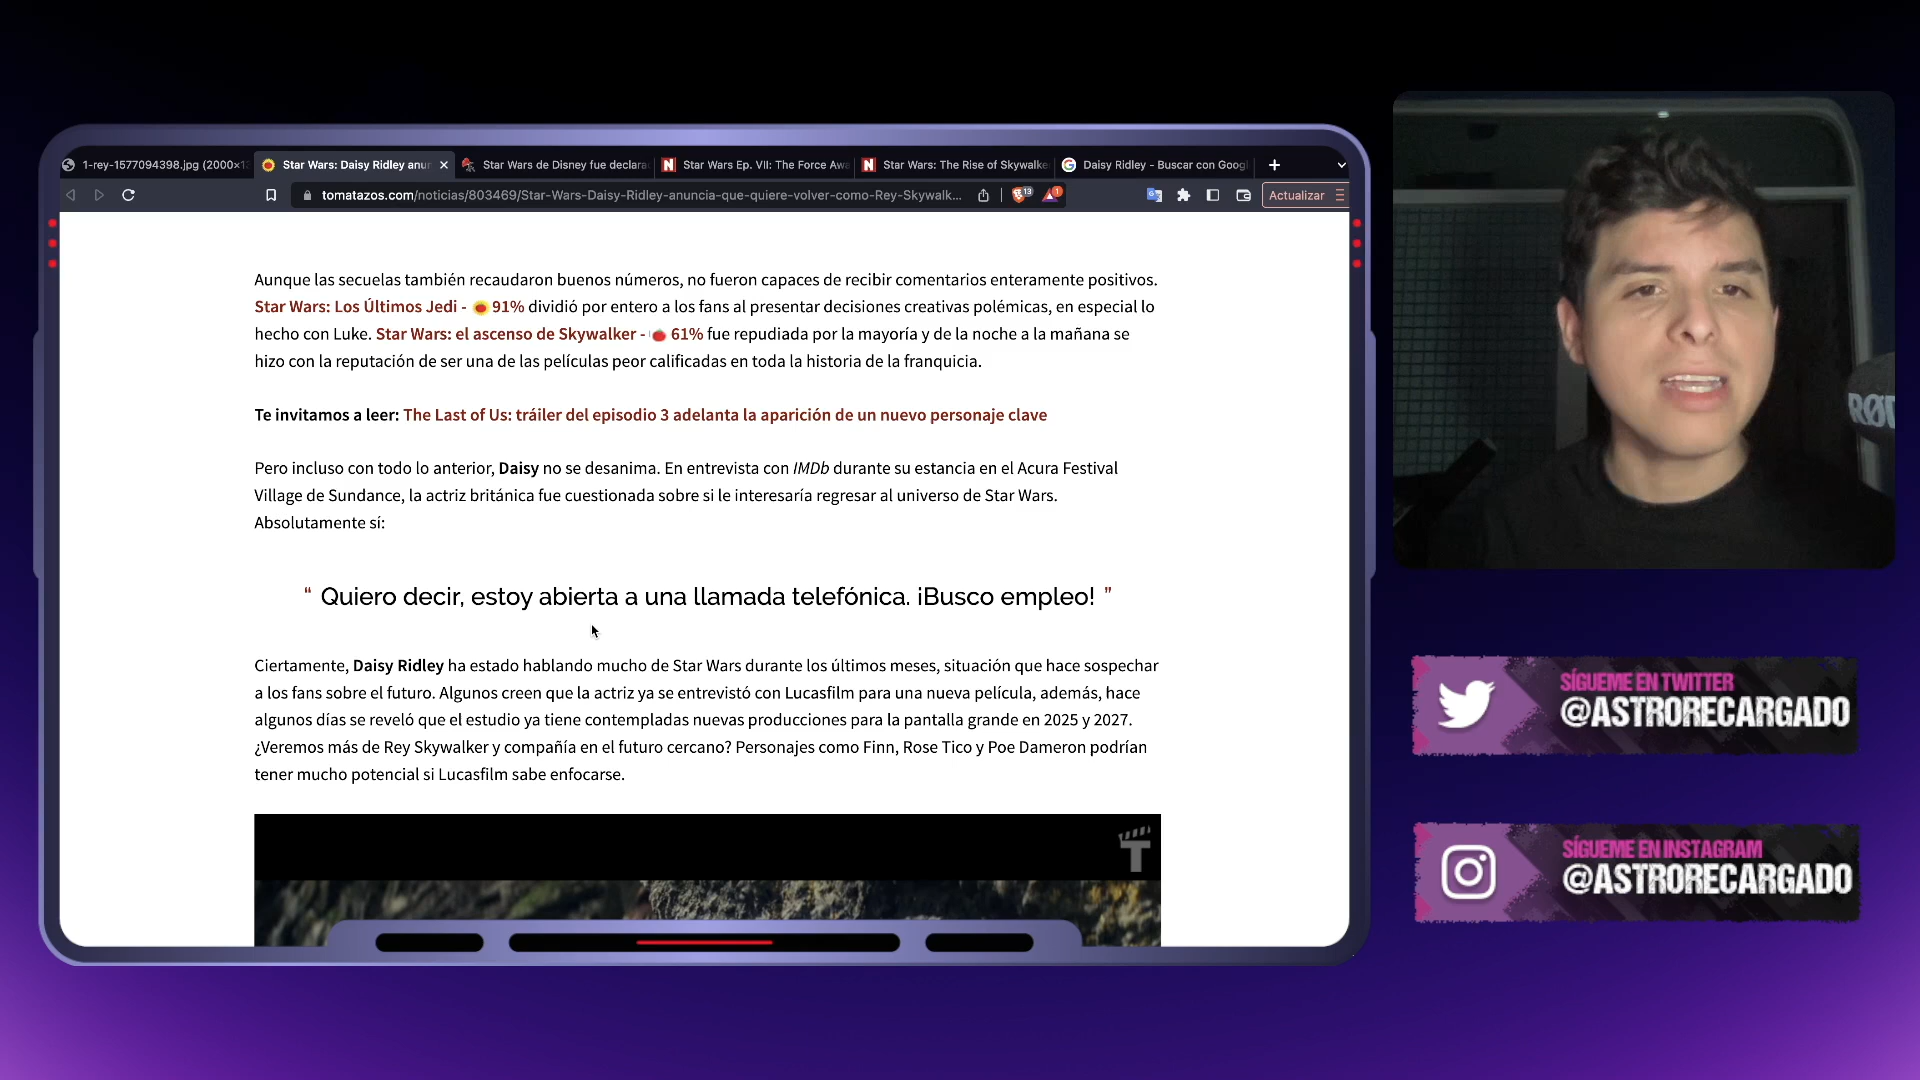 1-rey-1577094398.jpg (2000×1
Star Wars: Daisy Ridley anu
Star Wars de Disney fue declara
Star Wars Ep. VII: The Force Awa
Star Wars: The Rise of Skywalke
Daisy Ridley - Buscar con Googl
tomatazos.com/noticias/803469/Star-Wars-Daisy-Ridley-anuncia-que-quiere-volver-como-Rey-Skywalk...
13
1
Actualizar
Aunque las secuelas también recaudaron buenos números, no fueron capaces de recibir comentarios enteramente positivos.
Star Wars: Los Últimos Jedi - 91% dividió por entero a los fans al presentar decisiones creativas polémicas, en especial lo
hecho con Luke. Star Wars: el ascenso de Skywalker - 61% fue repudiada por la mayoría y de la noche a la mañana se
hizo con la reputación de ser una de las películas peor calificadas en toda la historia de la franquicia.
Te invitamos a leer: The Last of Us: tráiler del episodio 3 adelanta la aparición de un nuevo personaje clave
Pero incluso con todo lo anterior, Daisy no se desanima. En entrevista con IMDb durante su estancia en el Acura Festival
Village de Sundance, la actriz británica fue cuestionada sobre si le interesaría regresar al universo de Star Wars.
Absolutamente sí:
“ Quiero decir, estoy abierta a una llamada telefónica. ¡Busco empleo! ”
Ciertamente, Daisy Ridley ha estado hablando mucho de Star Wars durante los últimos meses, situación que hace sospechar
a los fans sobre el futuro. Algunos creen que la actriz ya se entrevistó con Lucasfilm para una nueva película, además, hace
algunos días se reveló que el estudio ya tiene contempladas nuevas producciones para la pantalla grande en 2025 y 2027.
¿Veremos más de Rey Skywalker y compañía en el futuro cercano? Personajes como Finn, Rose Tico y Poe Dameron podrían
tener mucho potencial si Lucasfilm sabe enfocarse.
T
RØD
SÍGUEME EN TWITTER
@ASTRORECARGADO
SÍGUEME EN INSTAGRAM
@ASTRORECARGADO